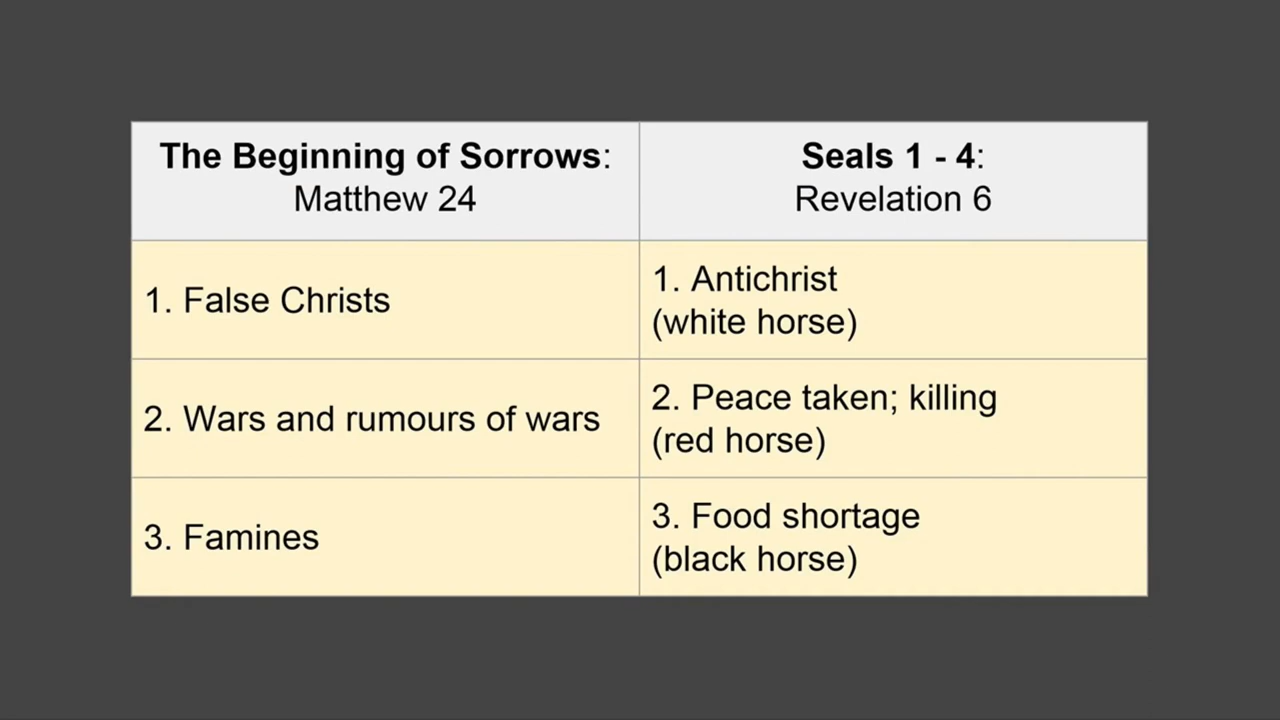 The Beginning of Sorrows:
Matthew 24
Seals 1 - 4:
Revelation 6
1. False Christs
1. Antichrist
(white horse)
2. Wars and rumours of wars
2. Peace taken; killing
(red horse)
3. Famines
3. Food shortage
(black horse)